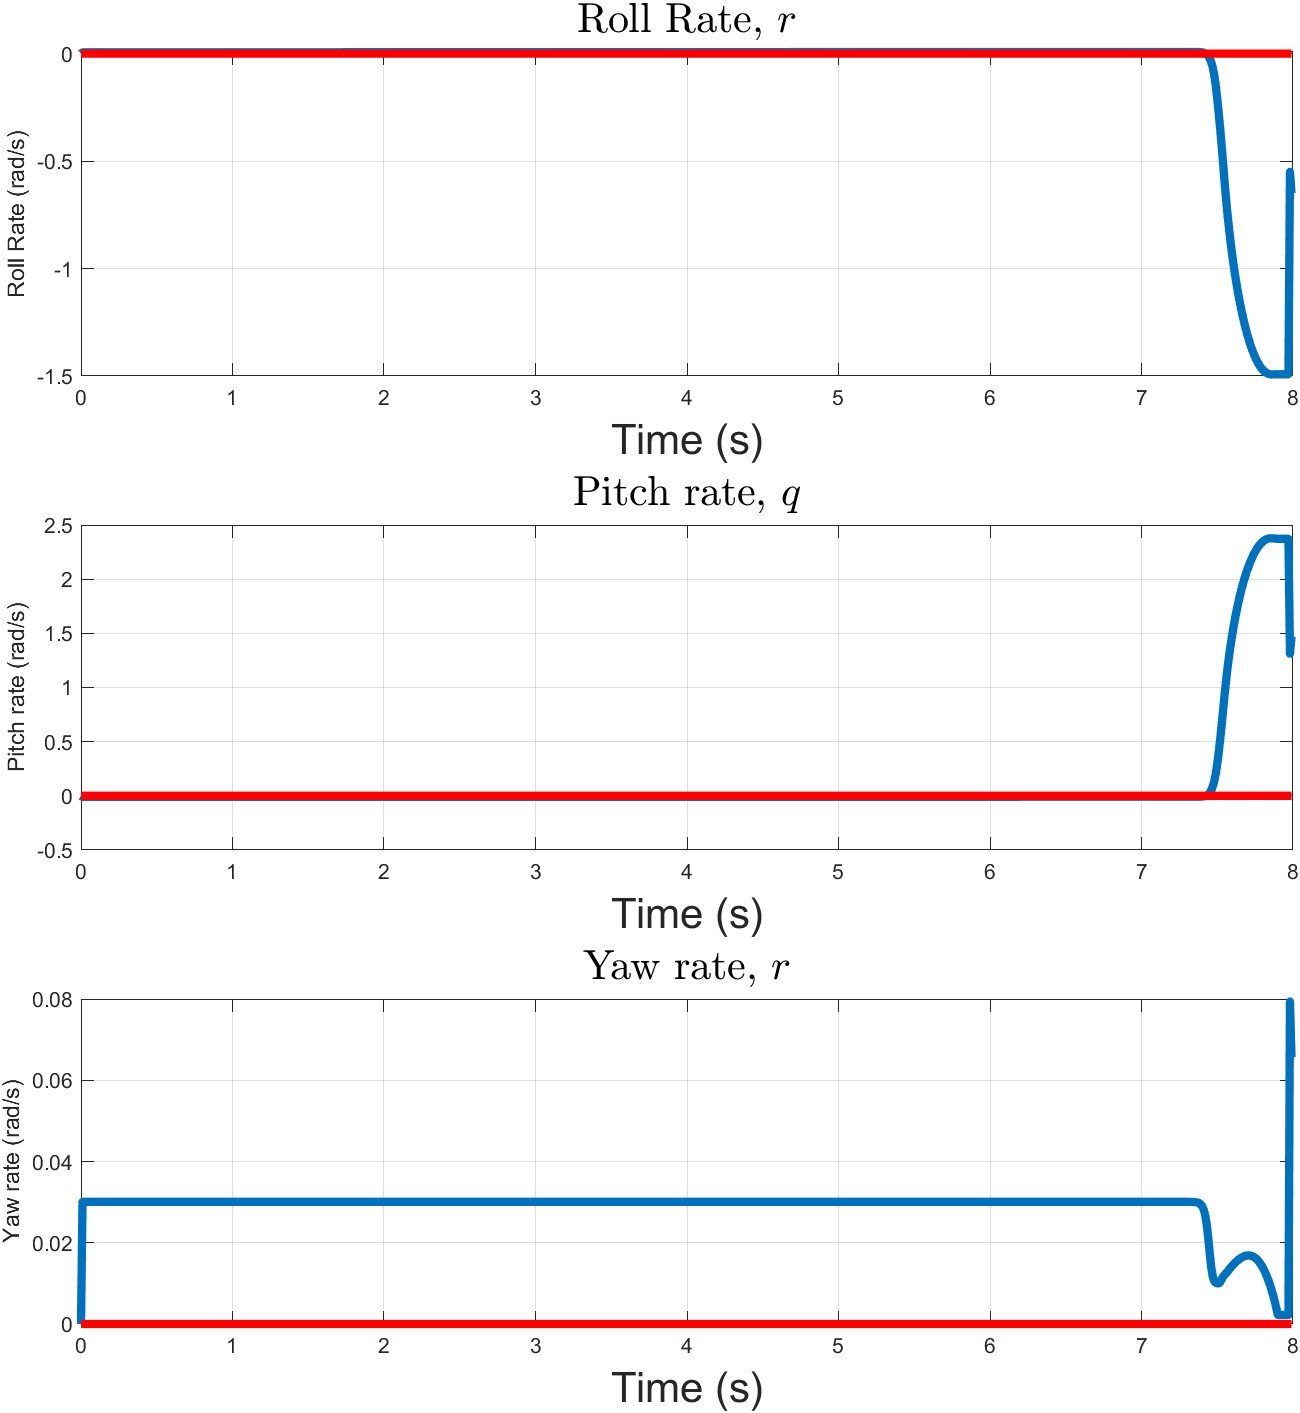 Roll Rate, r
Roll Rate (rad/s)
0
-0.5
-1
-1.5
0 1 2 3 4 5 6 7 8
Time (s)
Pitch rate, q
Pitch rate (rad/s)
2.5
2
1.5
1
0.5
0
-0.5
0 1 2 3 4 5 6 7 8
Time (s)
Yaw rate, r
Yaw rate (rad/s)
0.08
0.06
0.04
0.02
0
0 1 2 3 4 5 6 7 8
Time (s)